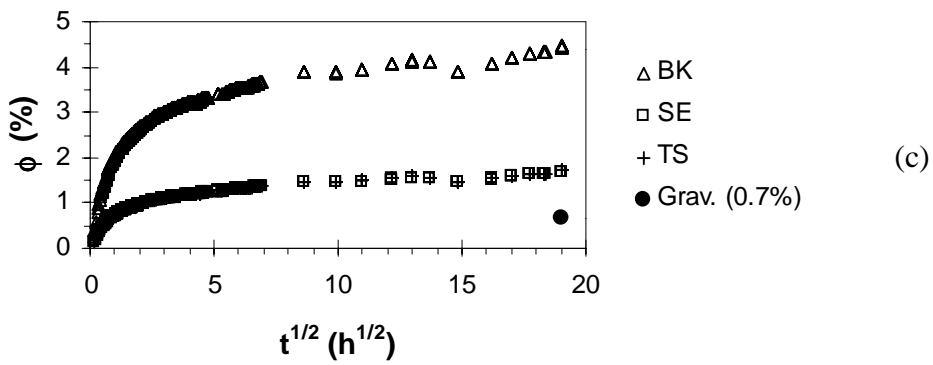 5
4
3
2
1
0
ϕ (%)
0 5 10 15 20
t^{1/2} (h^{1/2})
BK
SE
TS
Grav. (0.7%)
(c)